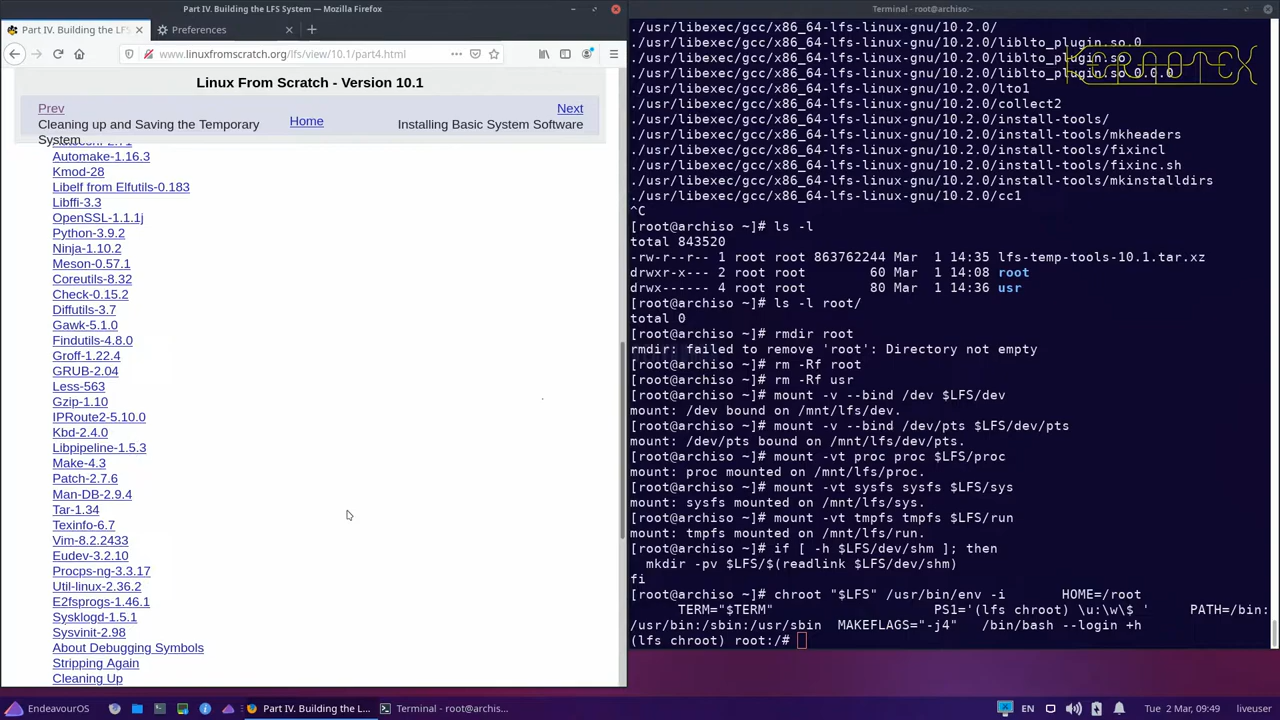 Part IV. Building the LFS System — Mozilla Firefox
Part IV. Building the LFS S
Preferences
www.linuxfromscratch.org/lfs/view/10.1/part4.html
Linux From Scratch - Version 10.1
Prev
Next
Home
Cleaning up and Saving the Temporary
System
Installing Basic System Software
Automake-1.16.3
Kmod-28
Libelf from Elfutils-0.183
Libffi-3.3
OpenSSL-1.1.1j
Python-3.9.2
Ninja-1.10.2
Meson-0.57.1
Coreutils-8.32
Check-0.15.2
Diffutils-3.7
Gawk-5.1.0
Findutils-4.8.0
Groff-1.22.4
GRUB-2.04
Less-563
Gzip-1.10
IPRoute2-5.10.0
Kbd-2.4.0
Libpipeline-1.5.3
Make-4.3
Patch-2.7.6
Man-DB-2.9.4
Tar-1.34
Texinfo-6.7
Vim-8.2.2433
Eudev-3.2.10
Procps-ng-3.3.17
Util-linux-2.36.2
E2fsprogs-1.46.1
Sysklogd-1.5.1
Sysvinit-2.98
About Debugging Symbols
Stripping Again
Cleaning Up
Terminal - root@archiso:~
./usr/libexec/gcc/x86_64-lfs-linux-gnu/10.2.0/
./usr/libexec/gcc/x86_64-lfs-linux-gnu/10.2.0/liblto_plugin.so.0
./usr/libexec/gcc/x86_64-lfs-linux-gnu/10.2.0/liblto_plugin.so
./usr/libexec/gcc/x86_64-lfs-linux-gnu/10.2.0/liblto_plugin.so.0.0.0
./usr/libexec/gcc/x86_64-lfs-linux-gnu/10.2.0/lto1
./usr/libexec/gcc/x86_64-lfs-linux-gnu/10.2.0/collect2
./usr/libexec/gcc/x86_64-lfs-linux-gnu/10.2.0/install-tools/
./usr/libexec/gcc/x86_64-lfs-linux-gnu/10.2.0/install-tools/mkheaders
./usr/libexec/gcc/x86_64-lfs-linux-gnu/10.2.0/install-tools/fixincl
./usr/libexec/gcc/x86_64-lfs-linux-gnu/10.2.0/install-tools/fixinc.sh
./usr/libexec/gcc/x86_64-lfs-linux-gnu/10.2.0/install-tools/mkinstalldirs
./usr/libexec/gcc/x86_64-lfs-linux-gnu/10.2.0/cc1
^C
[root@archiso ~]# ls -l
total 843520
-rw-r--r-- 1 root root 863762244 Mar  1 14:35 lfs-temp-tools-10.1.tar.xz
drwxr-x--- 2 root root        60 Mar  1 14:08 root
drwx------ 4 root root        80 Mar  1 14:36 usr
[root@archiso ~]# ls -l root/
total 0
[root@archiso ~]# rmdir root
rmdir: failed to remove 'root': Directory not empty
[root@archiso ~]# rm -Rf root
[root@archiso ~]# rm -Rf usr
[root@archiso ~]# mount -v --bind /dev $LFS/dev
mount: /dev bound on /mnt/lfs/dev.
[root@archiso ~]# mount -v --bind /dev/pts $LFS/dev/pts
mount: /dev/pts bound on /mnt/lfs/dev/pts.
[root@archiso ~]# mount -vt proc proc $LFS/proc
mount: proc mounted on /mnt/lfs/proc.
[root@archiso ~]# mount -vt sysfs sysfs $LFS/sys
mount: sysfs mounted on /mnt/lfs/sys.
[root@archiso ~]# mount -vt tmpfs tmpfs $LFS/run
mount: tmpfs mounted on /mnt/lfs/run.
[root@archiso ~]# if [ -h $LFS/dev/shm ]; then
  mkdir -pv $LFS/$(readlink $LFS/dev/shm)
fi
[root@archiso ~]# chroot "$LFS" /usr/bin/env -i      HOME=/root
       TERM="$TERM"                     PS1='(lfs chroot) \u:\w\$ '     PATH=/bin:
/usr/bin:/sbin:/usr/sbin  MAKEFLAGS="-j4"   /bin/bash --login +h
(lfs chroot) root:/#
EndeavourOS
Part IV. Building the L...
Terminal - root@archis...
EN
Tue 2 Mar, 09:49
liveuser